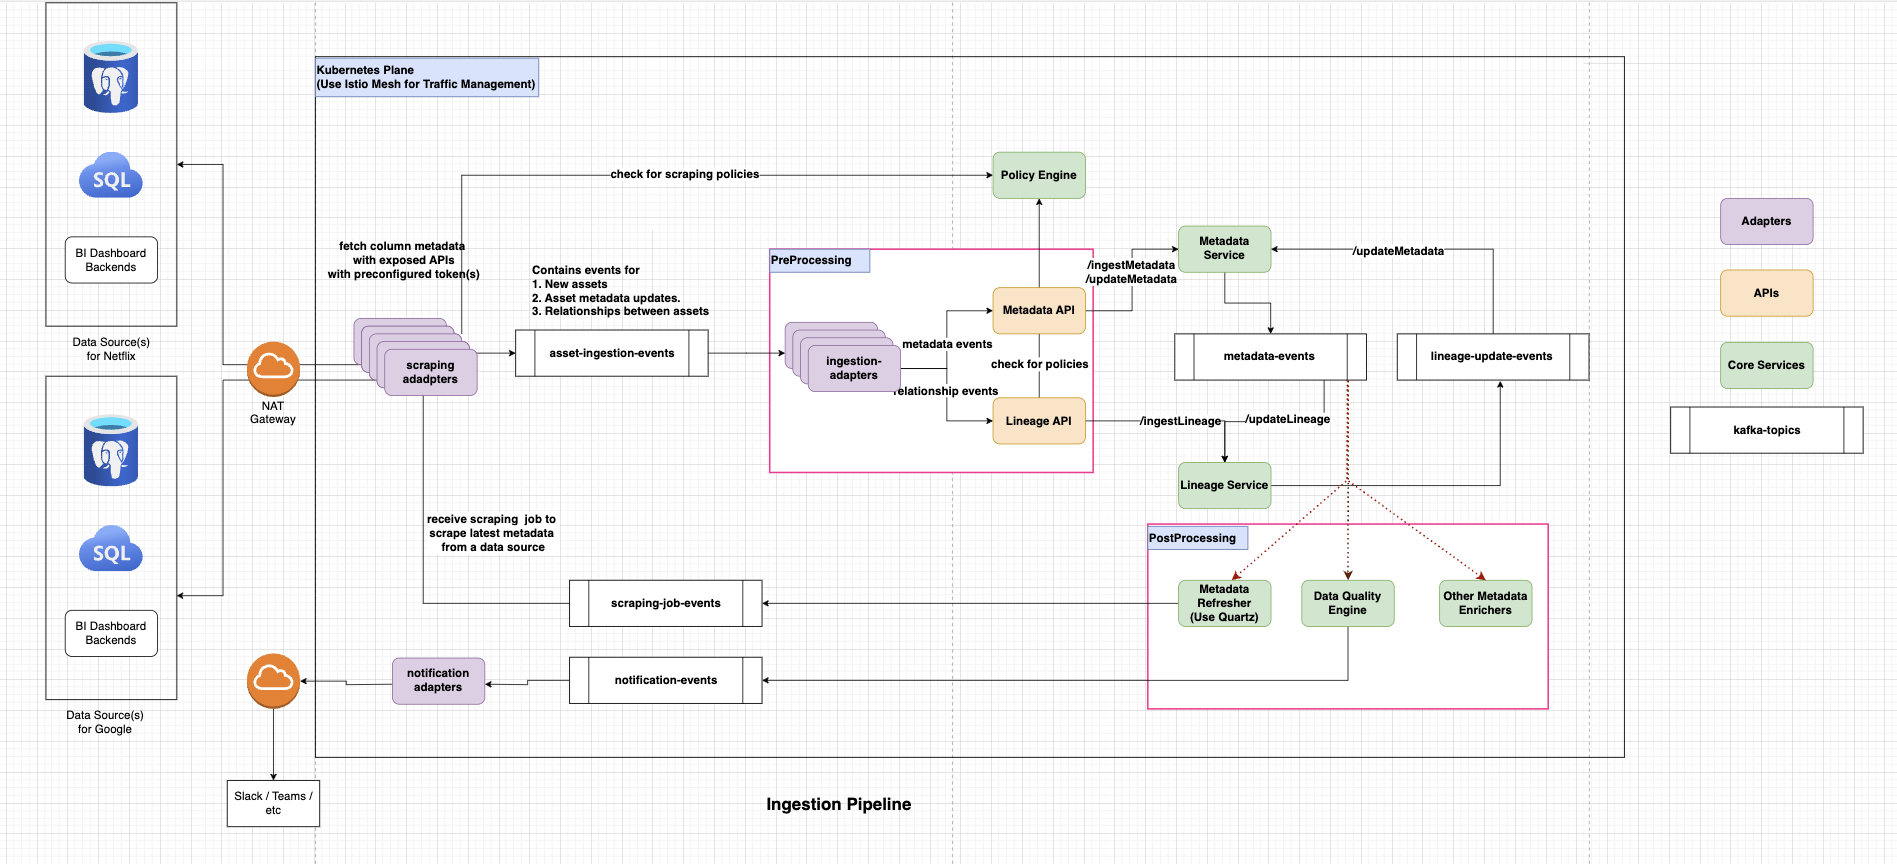 Kubernetes Plane
(Use Istio Mesh for Traffic Management)
SQL
BI Dashboard
Backends
Data Source(s)
for Netflix
SQL
BI Dashboard
Backends
Data Source(s)
for Google
NAT
Gateway
fetch column metadata
with exposed APIs
with preconfigured token(s)
scraping
adadpters
check for scraping policies
Policy Engine
Contains events for
1. New assets
2. Asset metadata updates.
3. Relationships between assets
asset-ingestion-events
PreProcessing
ingestion-
adapters
metadata events
relationship events
Metadata API
check for policies
Lineage API
/ingestMetadata
/updateMetadata
Metadata
Service
/updateMetadata
metadata-events
lineage-update-events
/ingestLineage
/updateLineage
Lineage Service
PostProcessing
Metadata
Refresher
(Use Quartz)
Data Quality
Engine
Other Metadata
Enrichers
receive scraping job to
scrape latest metadata
from a data source
scraping-job-events
notification
adapters
notification-events
Slack / Teams /
etc
Ingestion Pipeline
Adapters
APIs
Core Services
kafka-topics